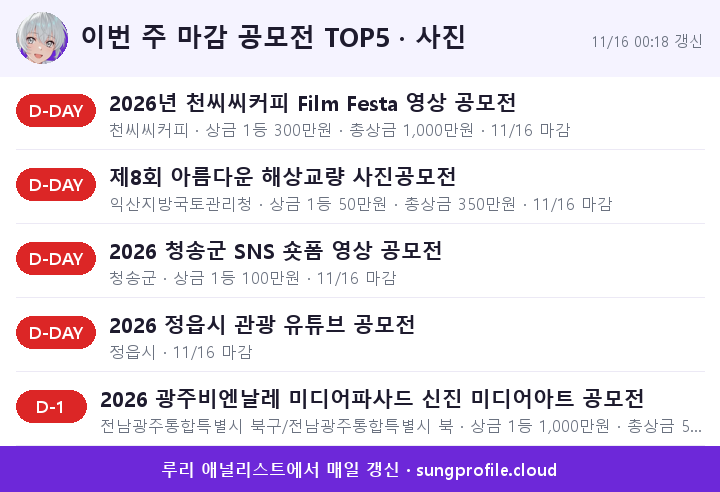 이번 주 마감 공모전 TOP5 · 사진
11/16 00:18 갱신
D-DAY
2026년 천씨씨커피 Film Festa 영상 공모전
천씨씨커피 · 상금 1등 300만원 · 총상금 1,000만원 · 11/16 마감
D-DAY
제8회 아름다운 해상교량 사진공모전
익산지방국토관리청 · 상금 1등 50만원 · 총상금 350만원 · 11/16 마감
D-DAY
2026 청송군 SNS 숏폼 영상 공모전
청송군 · 상금 1등 100만원 · 11/16 마감
D-DAY
2026 정읍시 관광 유튜브 공모전
정읍시 · 11/16 마감
D-1
2026 광주비엔날레 미디어파사드 신진 미디어아트 공모전
전남광주통합특별시 북구/전남광주통합특별시 북 · 상금 1등 1,000만원 · 총상금 5...
루리 애널리스트에서 매일 갱신 · sungprofile.cloud